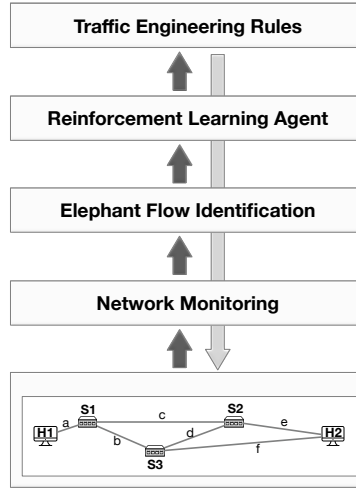 Traffic Engineering Rules
Reinforcement Learning Agent
Elephant Flow Identification
Network Monitoring
S1 c S2
H1 a b d e H2
S3 f